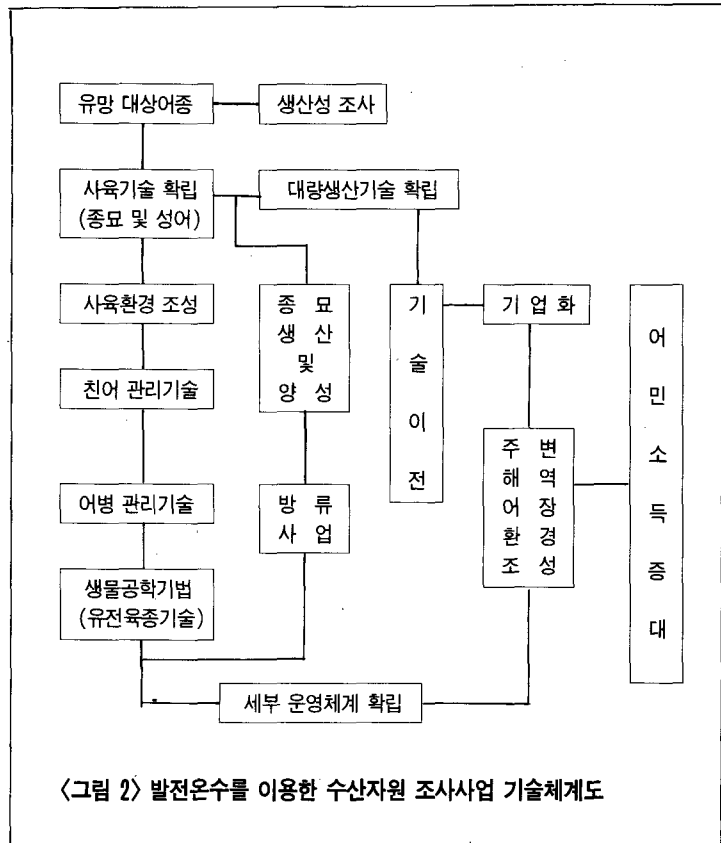 유망 대상어종
생산성 조사
사육기술 확립
(종묘 및 성어)
대량생산기술 확립
사육환경 조성
친어 관리기술
어병 관리기술
생물공학기법
(유전육종기술)
종 묘
생 산
및
양 성
방 류
사 업
기
술
이
전
기 업 화
주 변
해 역
어 장
환 경
조 성
어
민
소
득
증
대
세부 운영체계 확립
〈그림 2〉 발전온수를 이용한 수산자원 조사사업 기술체계도